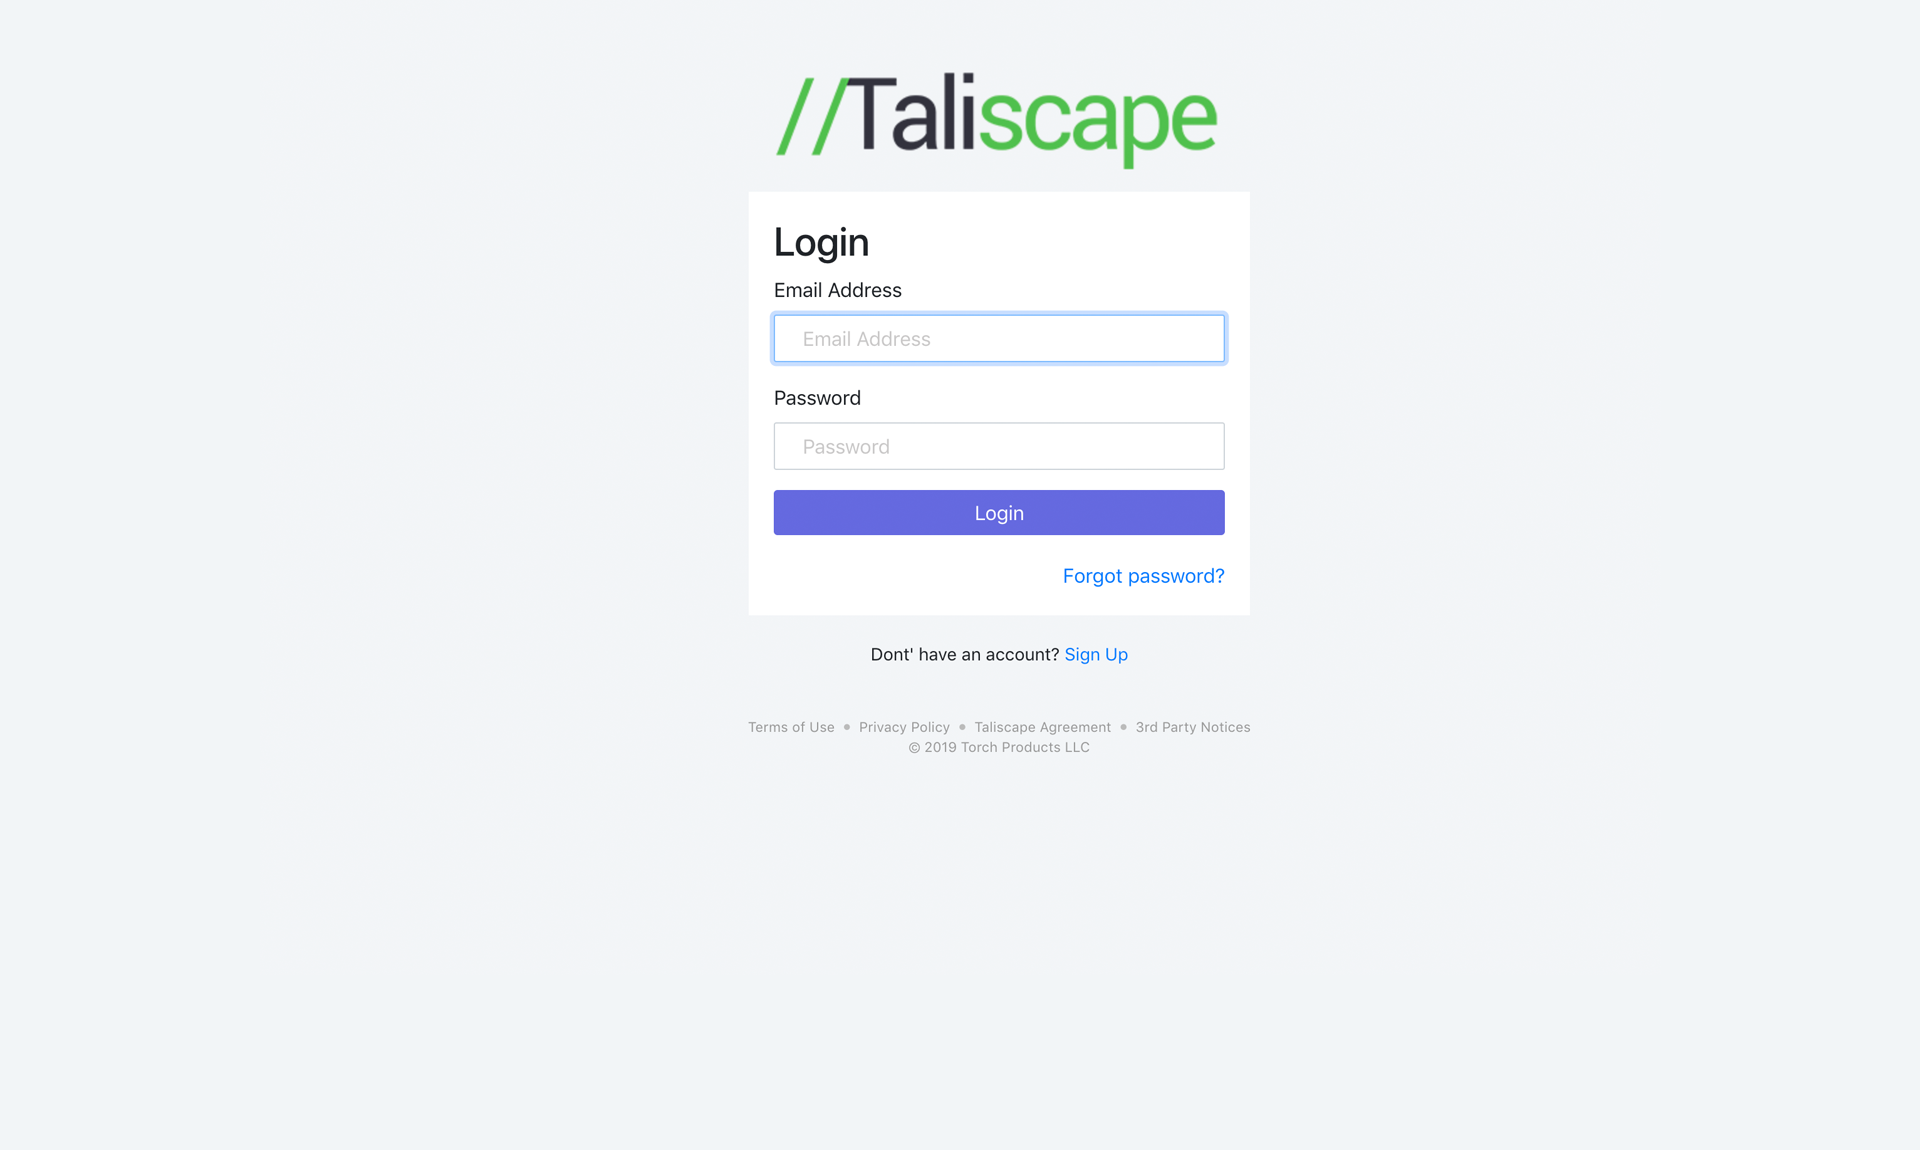 //Taliscape
Login
Email Address
Email Address
Password
Password
Login
Forgot password?
Dont' have an account? Sign Up
Terms of Use • Privacy Policy • Taliscape Agreement • 3rd Party Notices
© 2019 Torch Products LLC